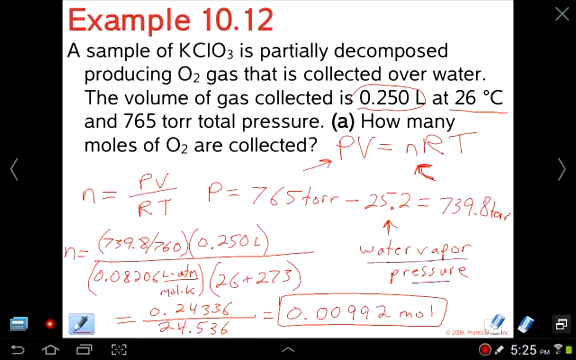 Example 10.12
A sample of KClO₃ is partially decomposed
producing O₂ gas that is collected over water.
The volume of gas collected is 0.250 L at 26 °C
and 765 torr total pressure. (a) How many
moles of O₂ are collected? PV = nRT
n = PV/RT P = 765 torr − 25.2 = 739.8 torr
n = (739.8/760)(0.250 L) / (0.08206 L·atm/mol·K)(26+273)
water vapor
pressure
= 0.24336/24.536 = 0.00992 mol
© 2009, Prentice-Hall, Inc.
5:25 PM